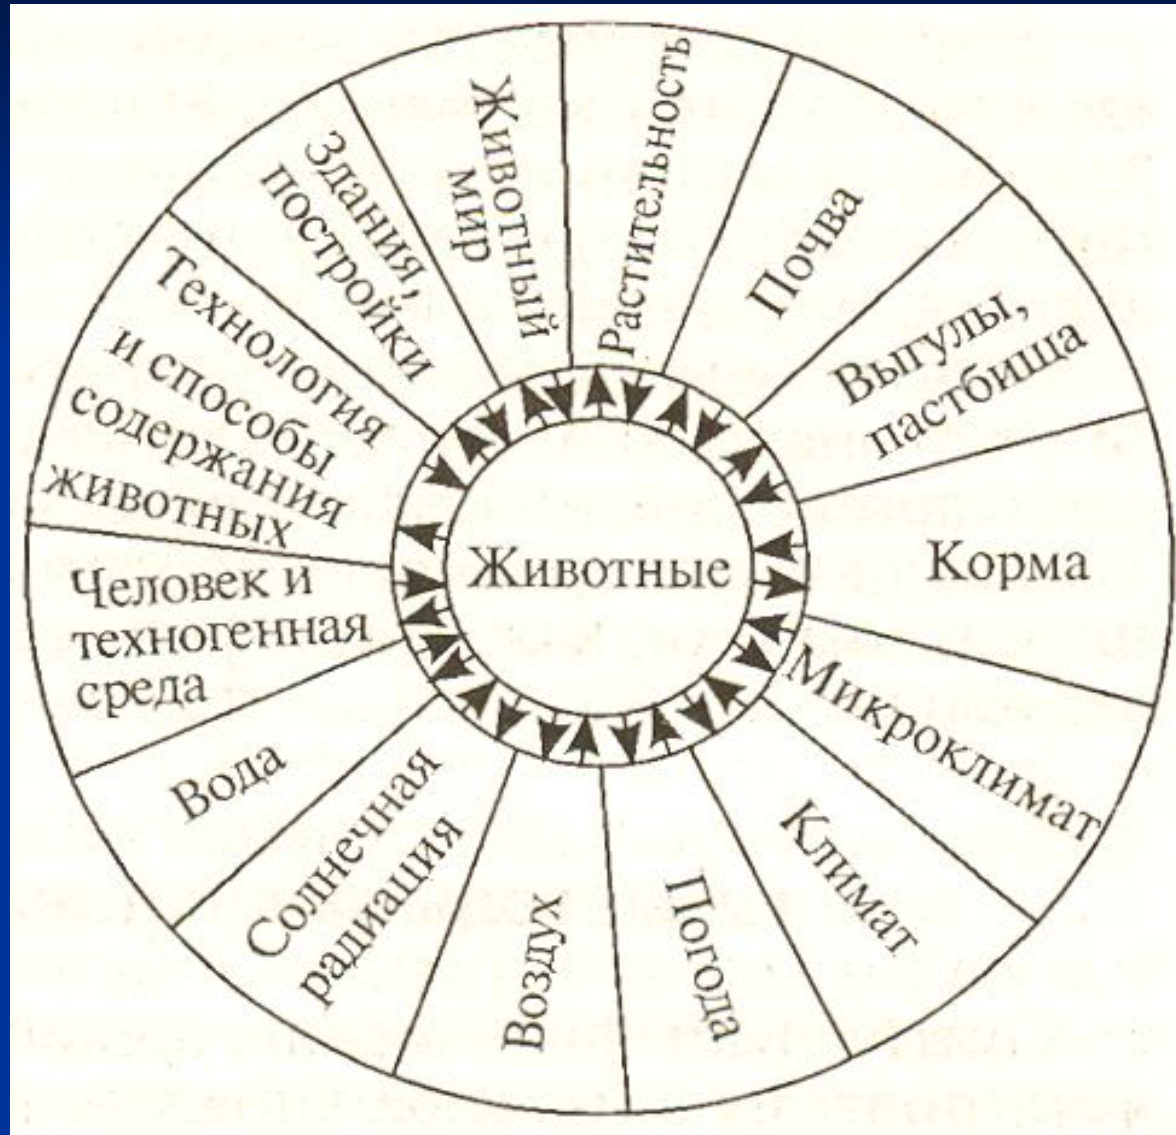 Животные
Растительность
Почва
Выгулы,
пастбища
Корма
Микроклимат
Климат
Погода
Воздух
Солнечная
радиация
Вода
Человек и
техногенная
среда
Технология
и способы
содержания
животных
Здания,
постройки
Животный
мир